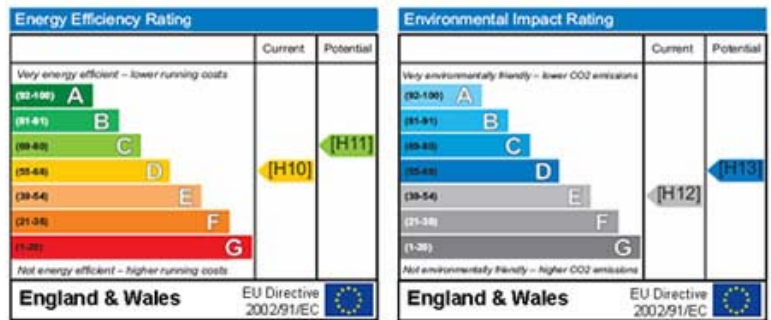 Energy Efficiency Rating
Current Potential
Very energy efficient – lower running costs
(92-100) A
(81-91) B
(69-80) C
[H11]
(55-68) D
[H10]
(39-54) E
(21-38) F
(1-20) G
Not energy efficient – higher running costs
England & Wales
EU Directive
2002/91/EC
Environmental Impact Rating
Current Potential
Very environmentally friendly – lower CO2 emissions
(92-100) A
(81-91) B
(69-80) C
(55-68) D
[H13]
(39-54) E
[H12]
(21-38) F
(1-20) G
Not environmentally friendly – higher CO2 emissions
England & Wales
EU Directive
2002/91/EC